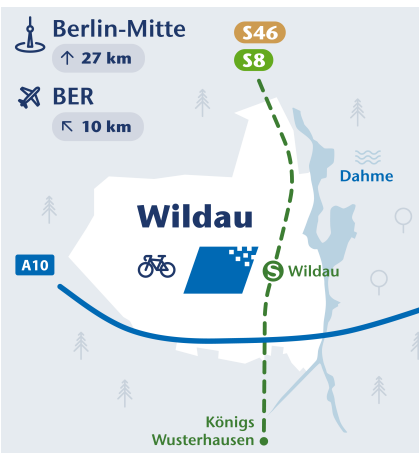 Berlin-Mitte
↑ 27 km
BER
↖ 10 km
S46
S8
Dahme
Wildau
A10
S Wildau
Königs
Wusterhausen